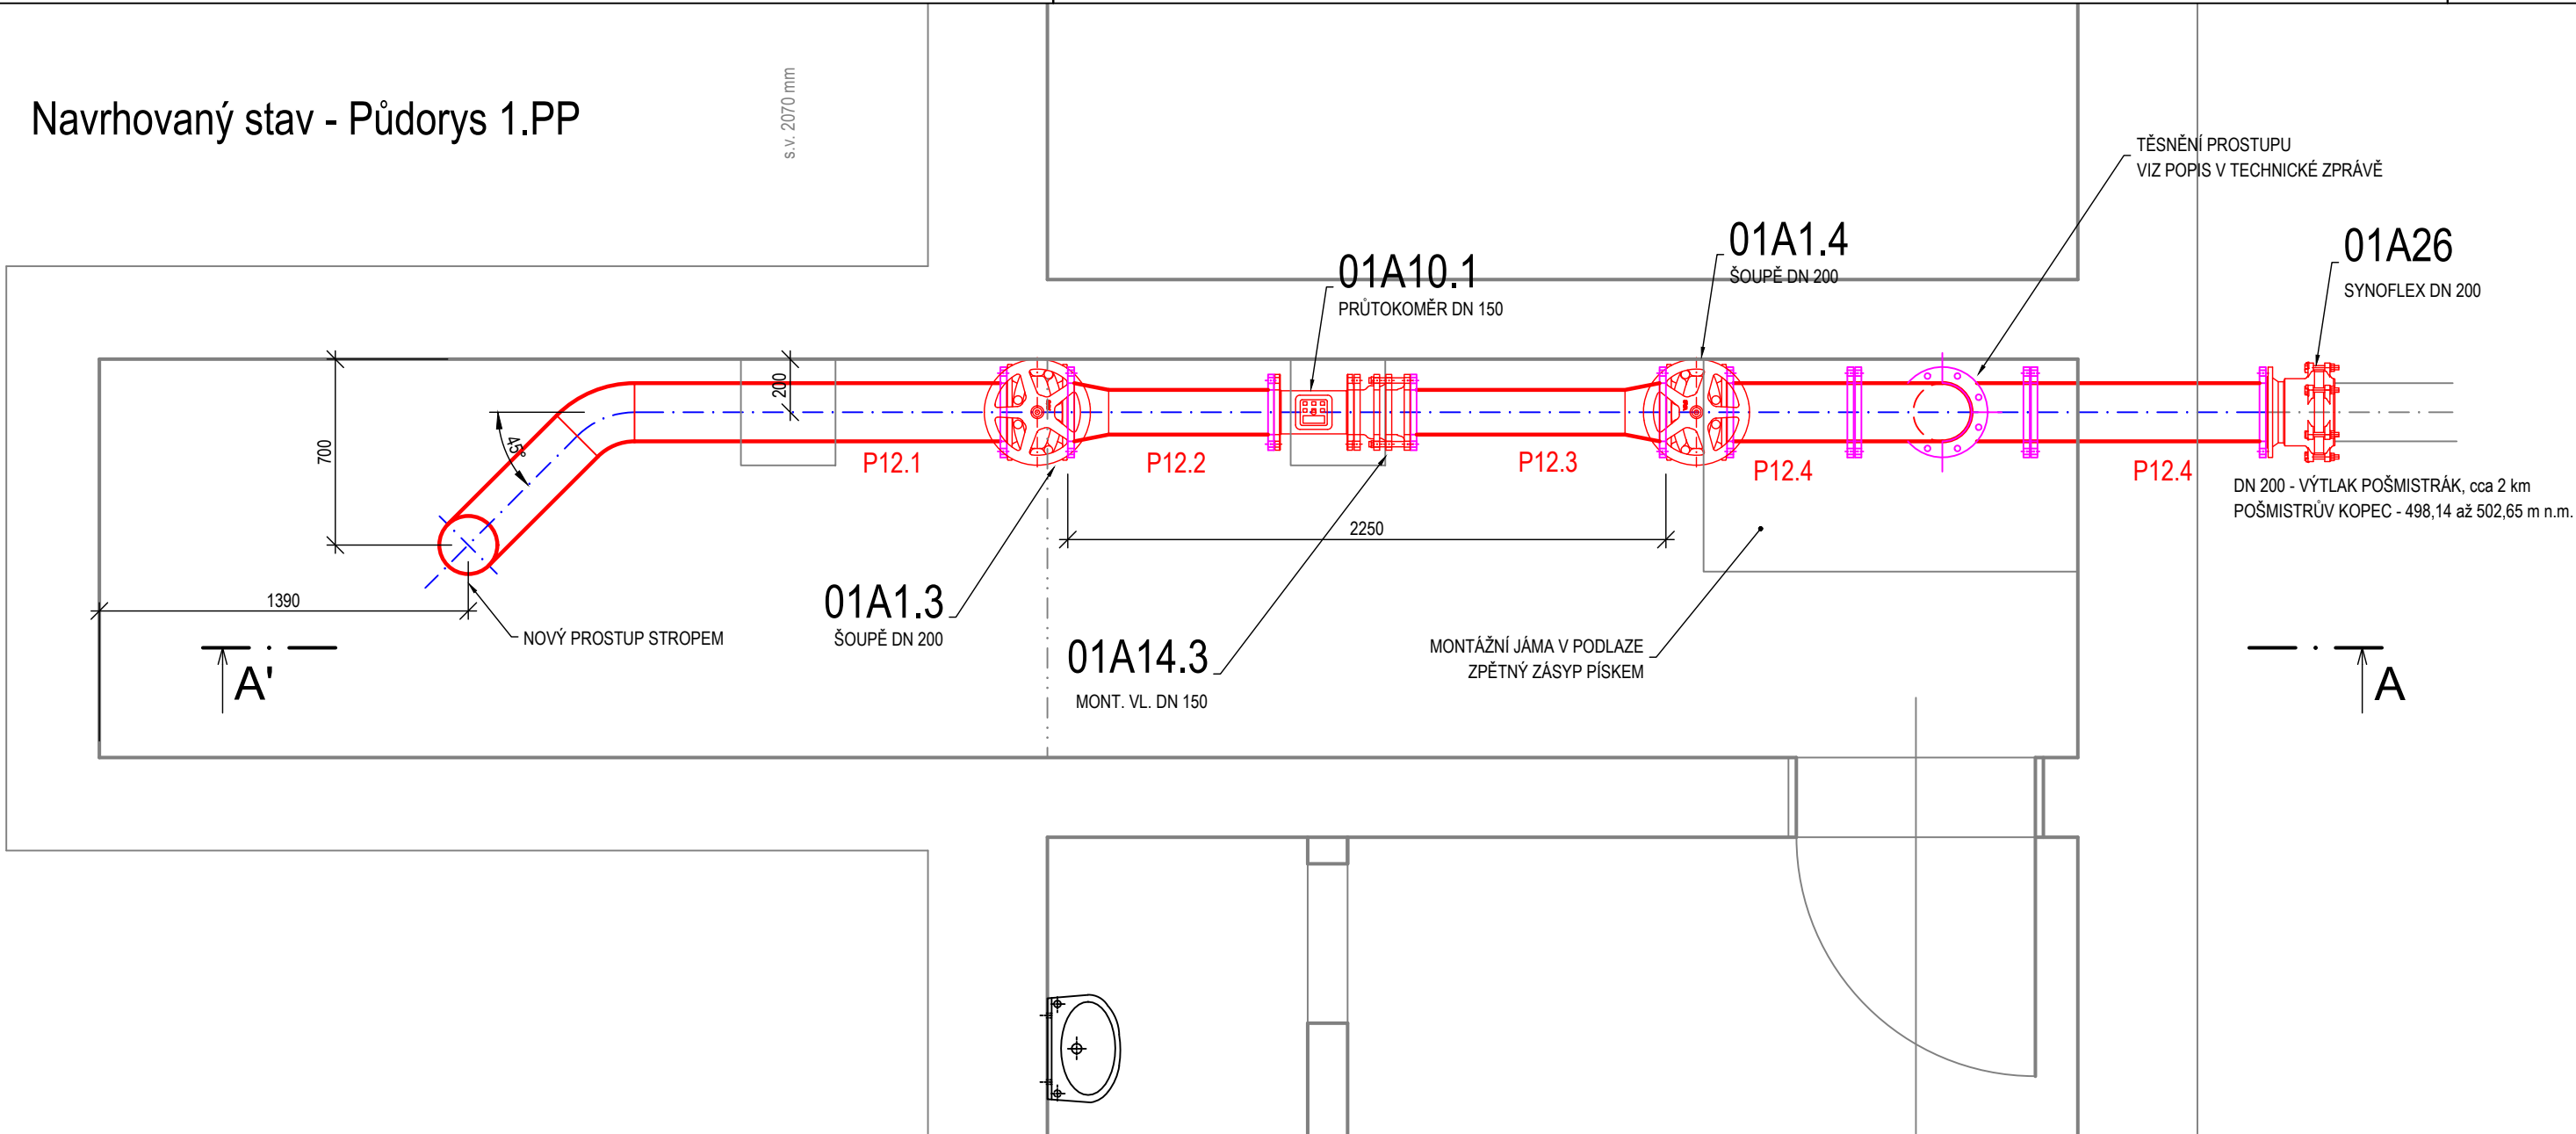 Navrhovaný stav - Půdorys 1.PP
s.v. 2070 mm
TĚSNĚNÍ PROSTUPU
VIZ POPIS V TECHNICKÉ ZPRÁVĚ
01A10.1
PRŮTOKOMĚR DN 150
01A1.4
ŠOUPĚ DN 200
01A26
SYNOFLEX DN 200
700
45°
200
P12.1
P12.2
P12.3
P12.4
P12.4
DN 200 - VÝTLAK POŠMISTRÁK, cca 2 km
POŠMISTRŮV KOPEC - 498,14 až 502,65 m n.m.
2250
1390
NOVÝ PROSTUP STROPEM
01A1.3
ŠOUPĚ DN 200
01A14.3
MONT. VL. DN 150
MONTÁŽNÍ JÁMA V PODLAZE
ZPĚTNÝ ZÁSYP PÍSKEM
A'
A